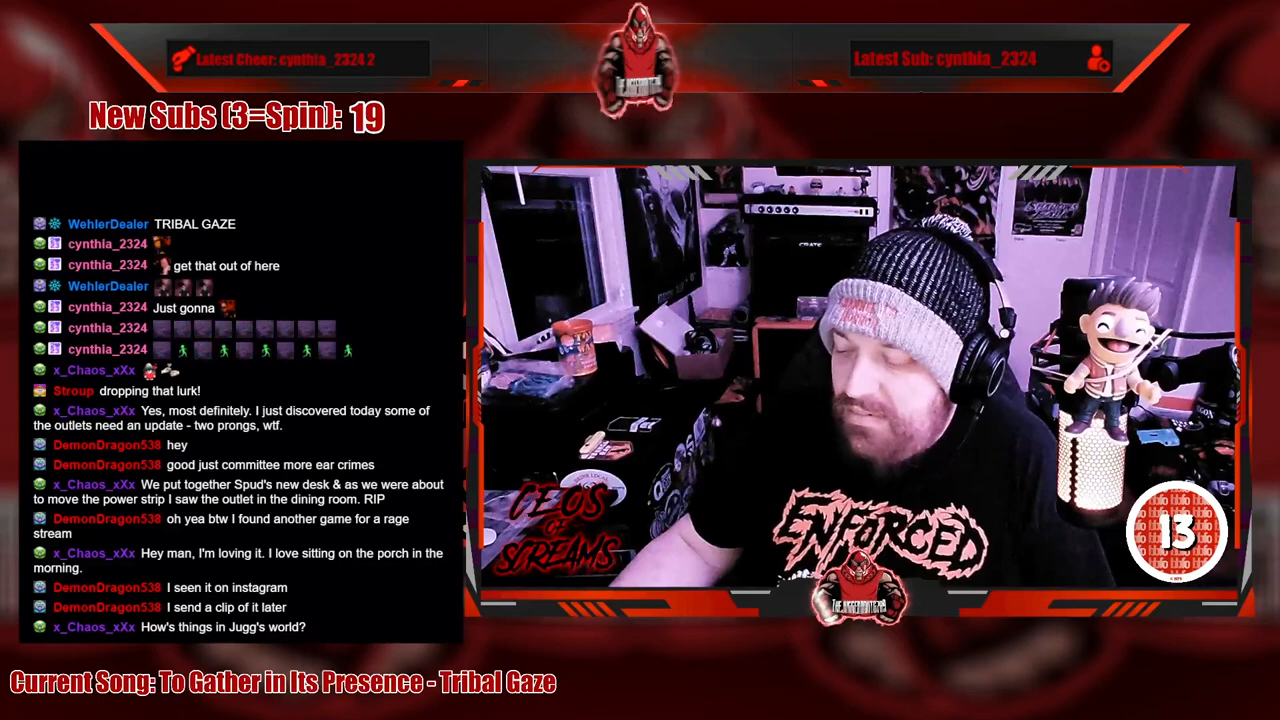 Latest Cheer: cynthia_2324 2
Latest Sub: cynthia_2324
New Subs (3=Spin): 19
WehlerDealer TRIBAL GAZE
cynthia_2324
cynthia_2324 get that out of here
WehlerDealer
cynthia_2324 Just gonna
cynthia_2324
cynthia_2324
x_Chaos_xXx
Stroup dropping that lurk!
x_Chaos_xXx Yes, most definitely. I just discovered today some of
the outlets need an update - two prongs, wtf.
DemonDragon538 hey
DemonDragon538 good just committee more ear crimes
x_Chaos_xXx We put together Spud's new desk & as we were about
to move the power strip I saw the outlet in the dining room. RIP
DemonDragon538 oh yea btw I found another game for a rage
stream
x_Chaos_xXx Hey man, I'm loving it. I love sitting on the porch in the
morning.
DemonDragon538 I seen it on instagram
DemonDragon538 I send a clip of it later
x_Chaos_xXx How's things in Jugg's world?
CRATE
CEOS
OF
SCREAMS
ENFORCED
13
Current Song: To Gather in Its Presence - Tribal Gaze